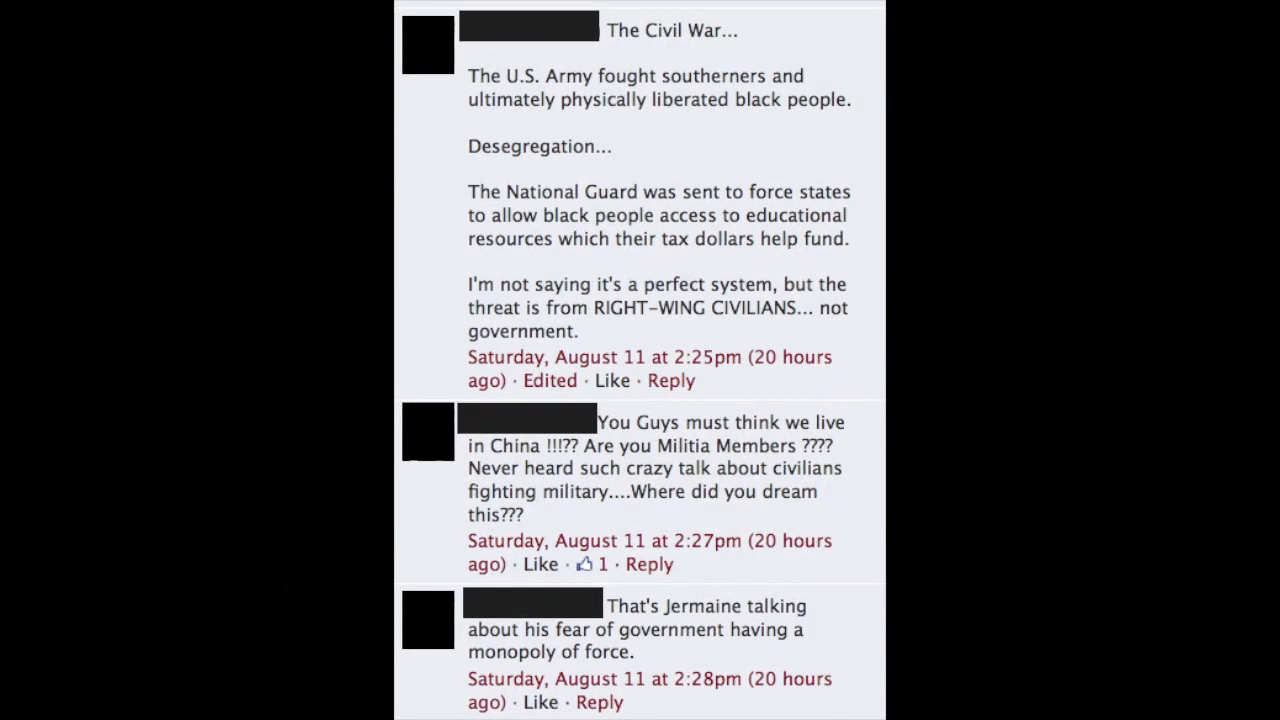 The Civil War...
The U.S. Army fought southerners and
ultimately physically liberated black people.
Desegregation...
The National Guard was sent to force states
to allow black people access to educational
resources which their tax dollars help fund.
I'm not saying it's a perfect system, but the
threat is from RIGHT-WING CIVILIANS... not
government.
Saturday, August 11 at 2:25pm (20 hours
ago) · Edited · Like · Reply
You Guys must think we live
in China !!!?? Are you Militia Members ????
Never heard such crazy talk about civilians
fighting military....Where did you dream
this???
Saturday, August 11 at 2:27pm (20 hours
ago) · Like · 1 · Reply
That's Jermaine talking
about his fear of government having a
monopoly of force.
Saturday, August 11 at 2:28pm (20 hours
ago) · Like · Reply